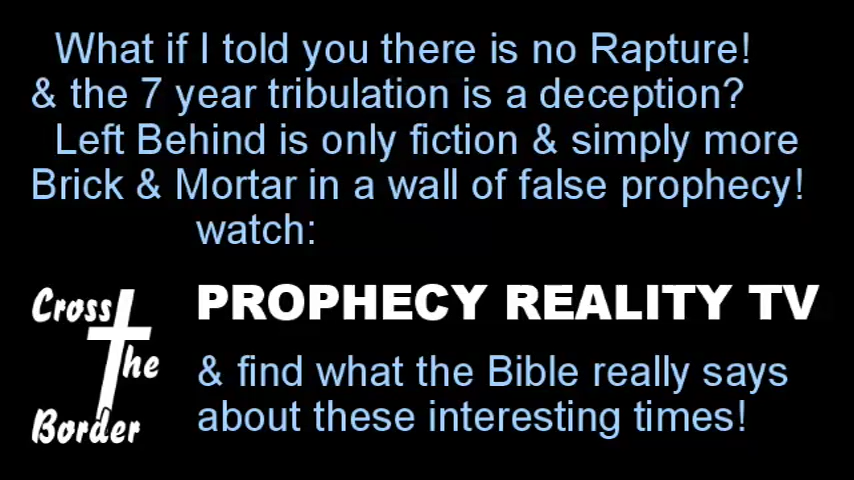 What if I told you there is no Rapture!
& the 7 year tribulation is a deception?
Left Behind is only fiction & simply more
Brick & Mortar in a wall of false prophecy!
watch:
Cross
The
Border
PROPHECY REALITY TV
& find what the Bible really says
about these interesting times!